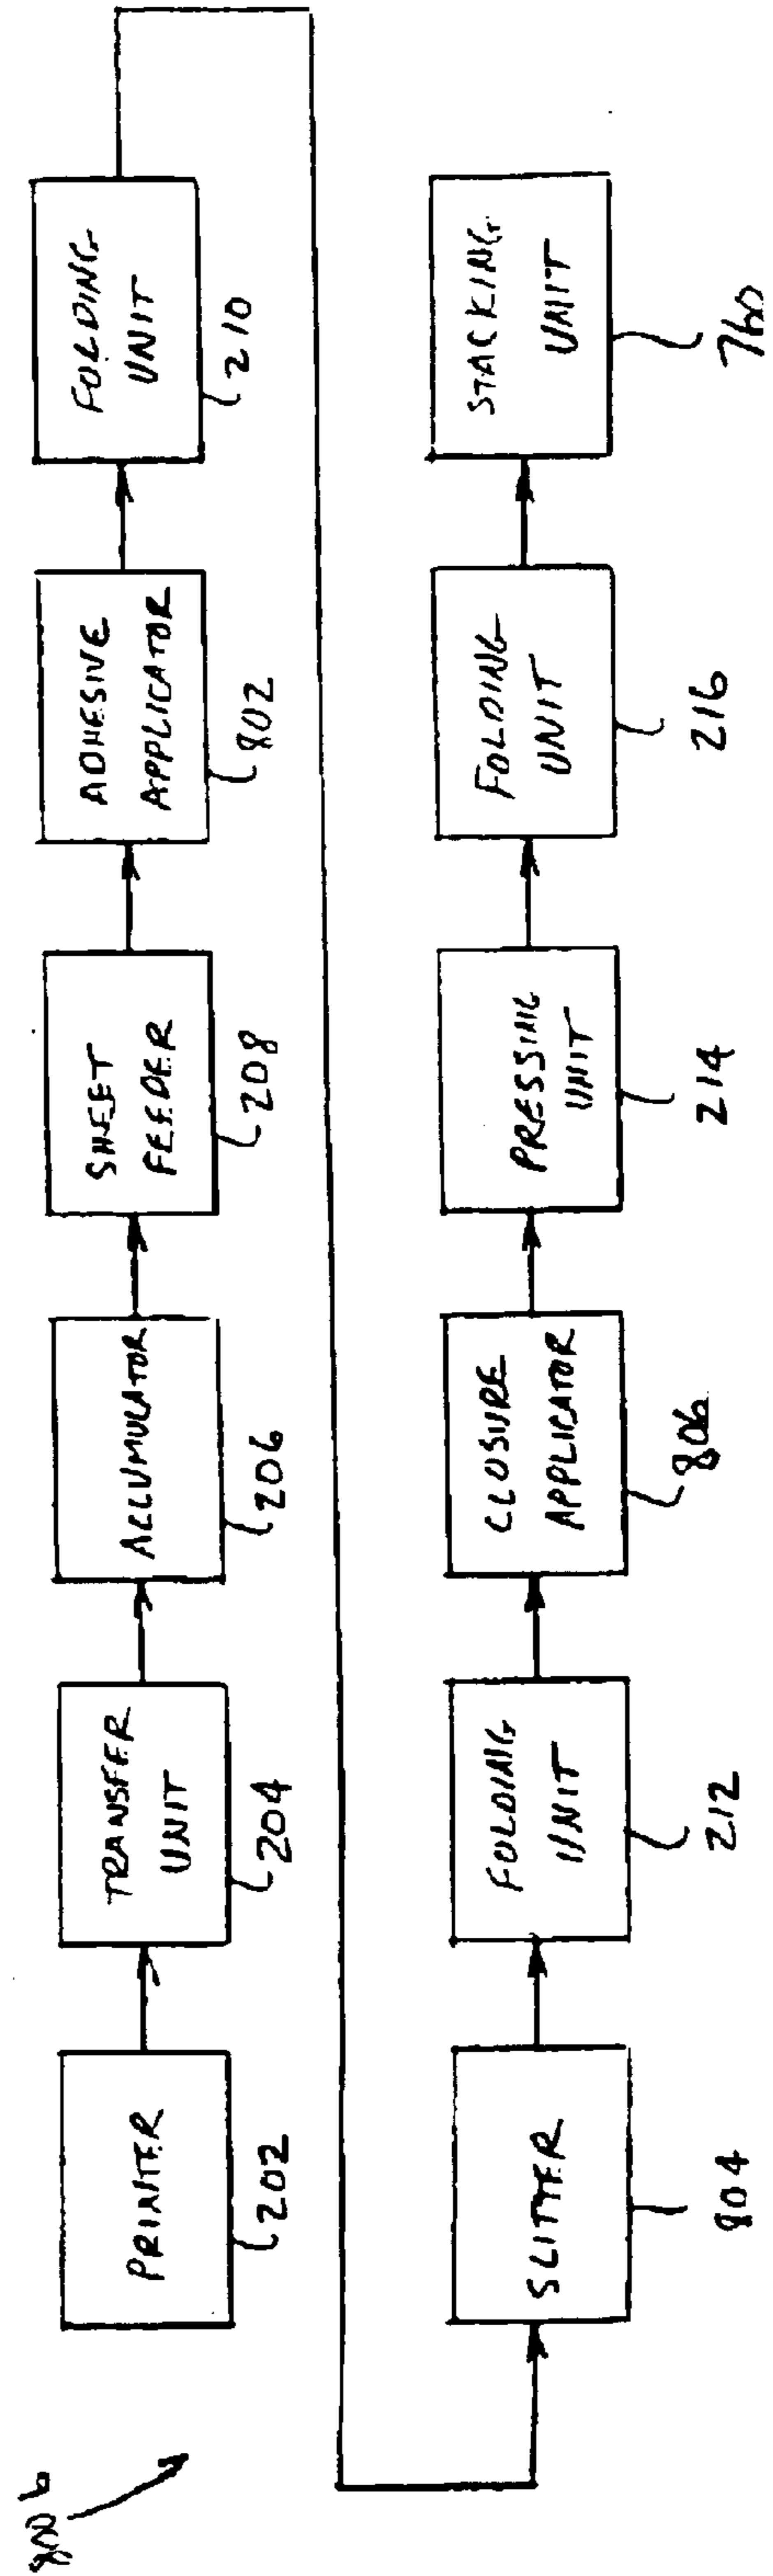 800b
PRINTER
202
TRANSFER
UNIT
204
ACCUMULATOR
206
SHEET
FEEDER
208
ADHESIVE
APPLICATOR
802
FOLDING
UNIT
210
SLITTER
804
FOLDING
UNIT
212
CLOSURE
APPLICATOR
806
PRESSING
UNIT
214
FOLDING
UNIT
216
STACKING
UNIT
760